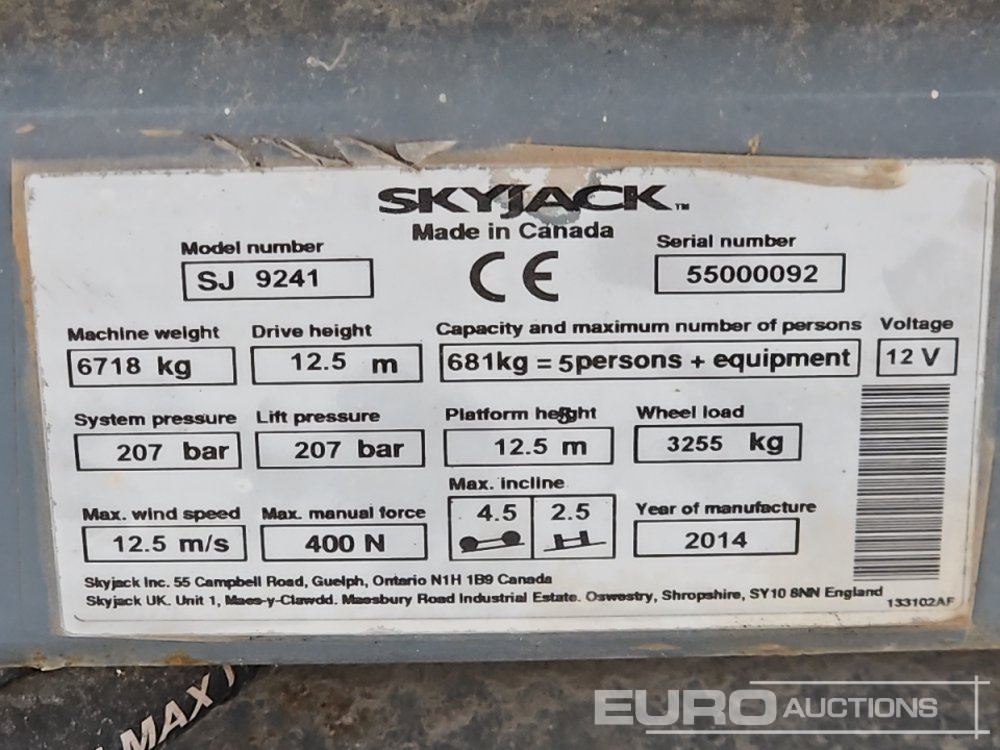 SKYJACK™
Made in Canada
Model number
SJ 9241
CE
Serial number
55000092
Machine weight
6718 kg
Drive height
12.5 m
Capacity and maximum number of persons
681kg = 5persons + equipment
Voltage
12 V
System pressure
207 bar
Lift pressure
207 bar
Platform height
12.5 m
Wheel load
3255 kg
Max. wind speed
12.5 m/s
Max. manual force
400 N
Max. incline
4.5 2.5
Year of manufacture
2014
Skyjack Inc. 55 Campbell Road, Guelph, Ontario N1H 1B9 Canada
Skyjack UK. Unit 1, Maes-y-Clawdd. Maesbury Road Industrial Estate. Oswestry, Shropshire, SY10 8NN England
133102AF
MAX
EURO AUCTIONS